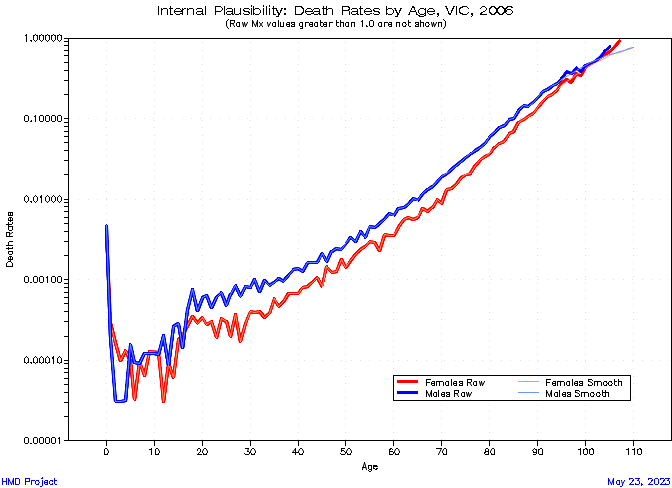 Internal Plausibility: Death Rates by Age, VIC, 2006
(Raw Mx values greater than 1.0 are not shown)
1.00000
0.10000
0.01000
0.00100
0.00010
0.00001
Death Rates
0 10 20 30 40 50 60 70 80 90 100 110
Age
Females Raw Females Smooth
Males Raw Males Smooth
HMD Project May 23, 2023